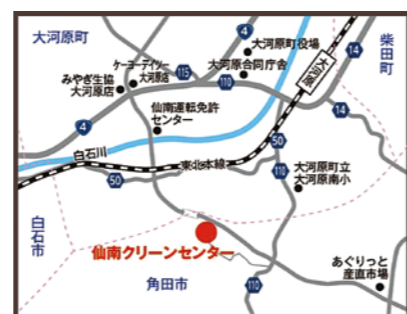 大河原町
4
大河原町役場
柴田町
14
ケーヨーデイツー
大河原店
115
大河原合同庁舎
110
みやぎ生協
大河原店
大河原
仙南運転免許
センター
14
4
白石川
東北本線
50
50
110
大河原町立
大河原南小
白石市
仙南クリーンセンター
あぐりっと
産直市場
角田市
110